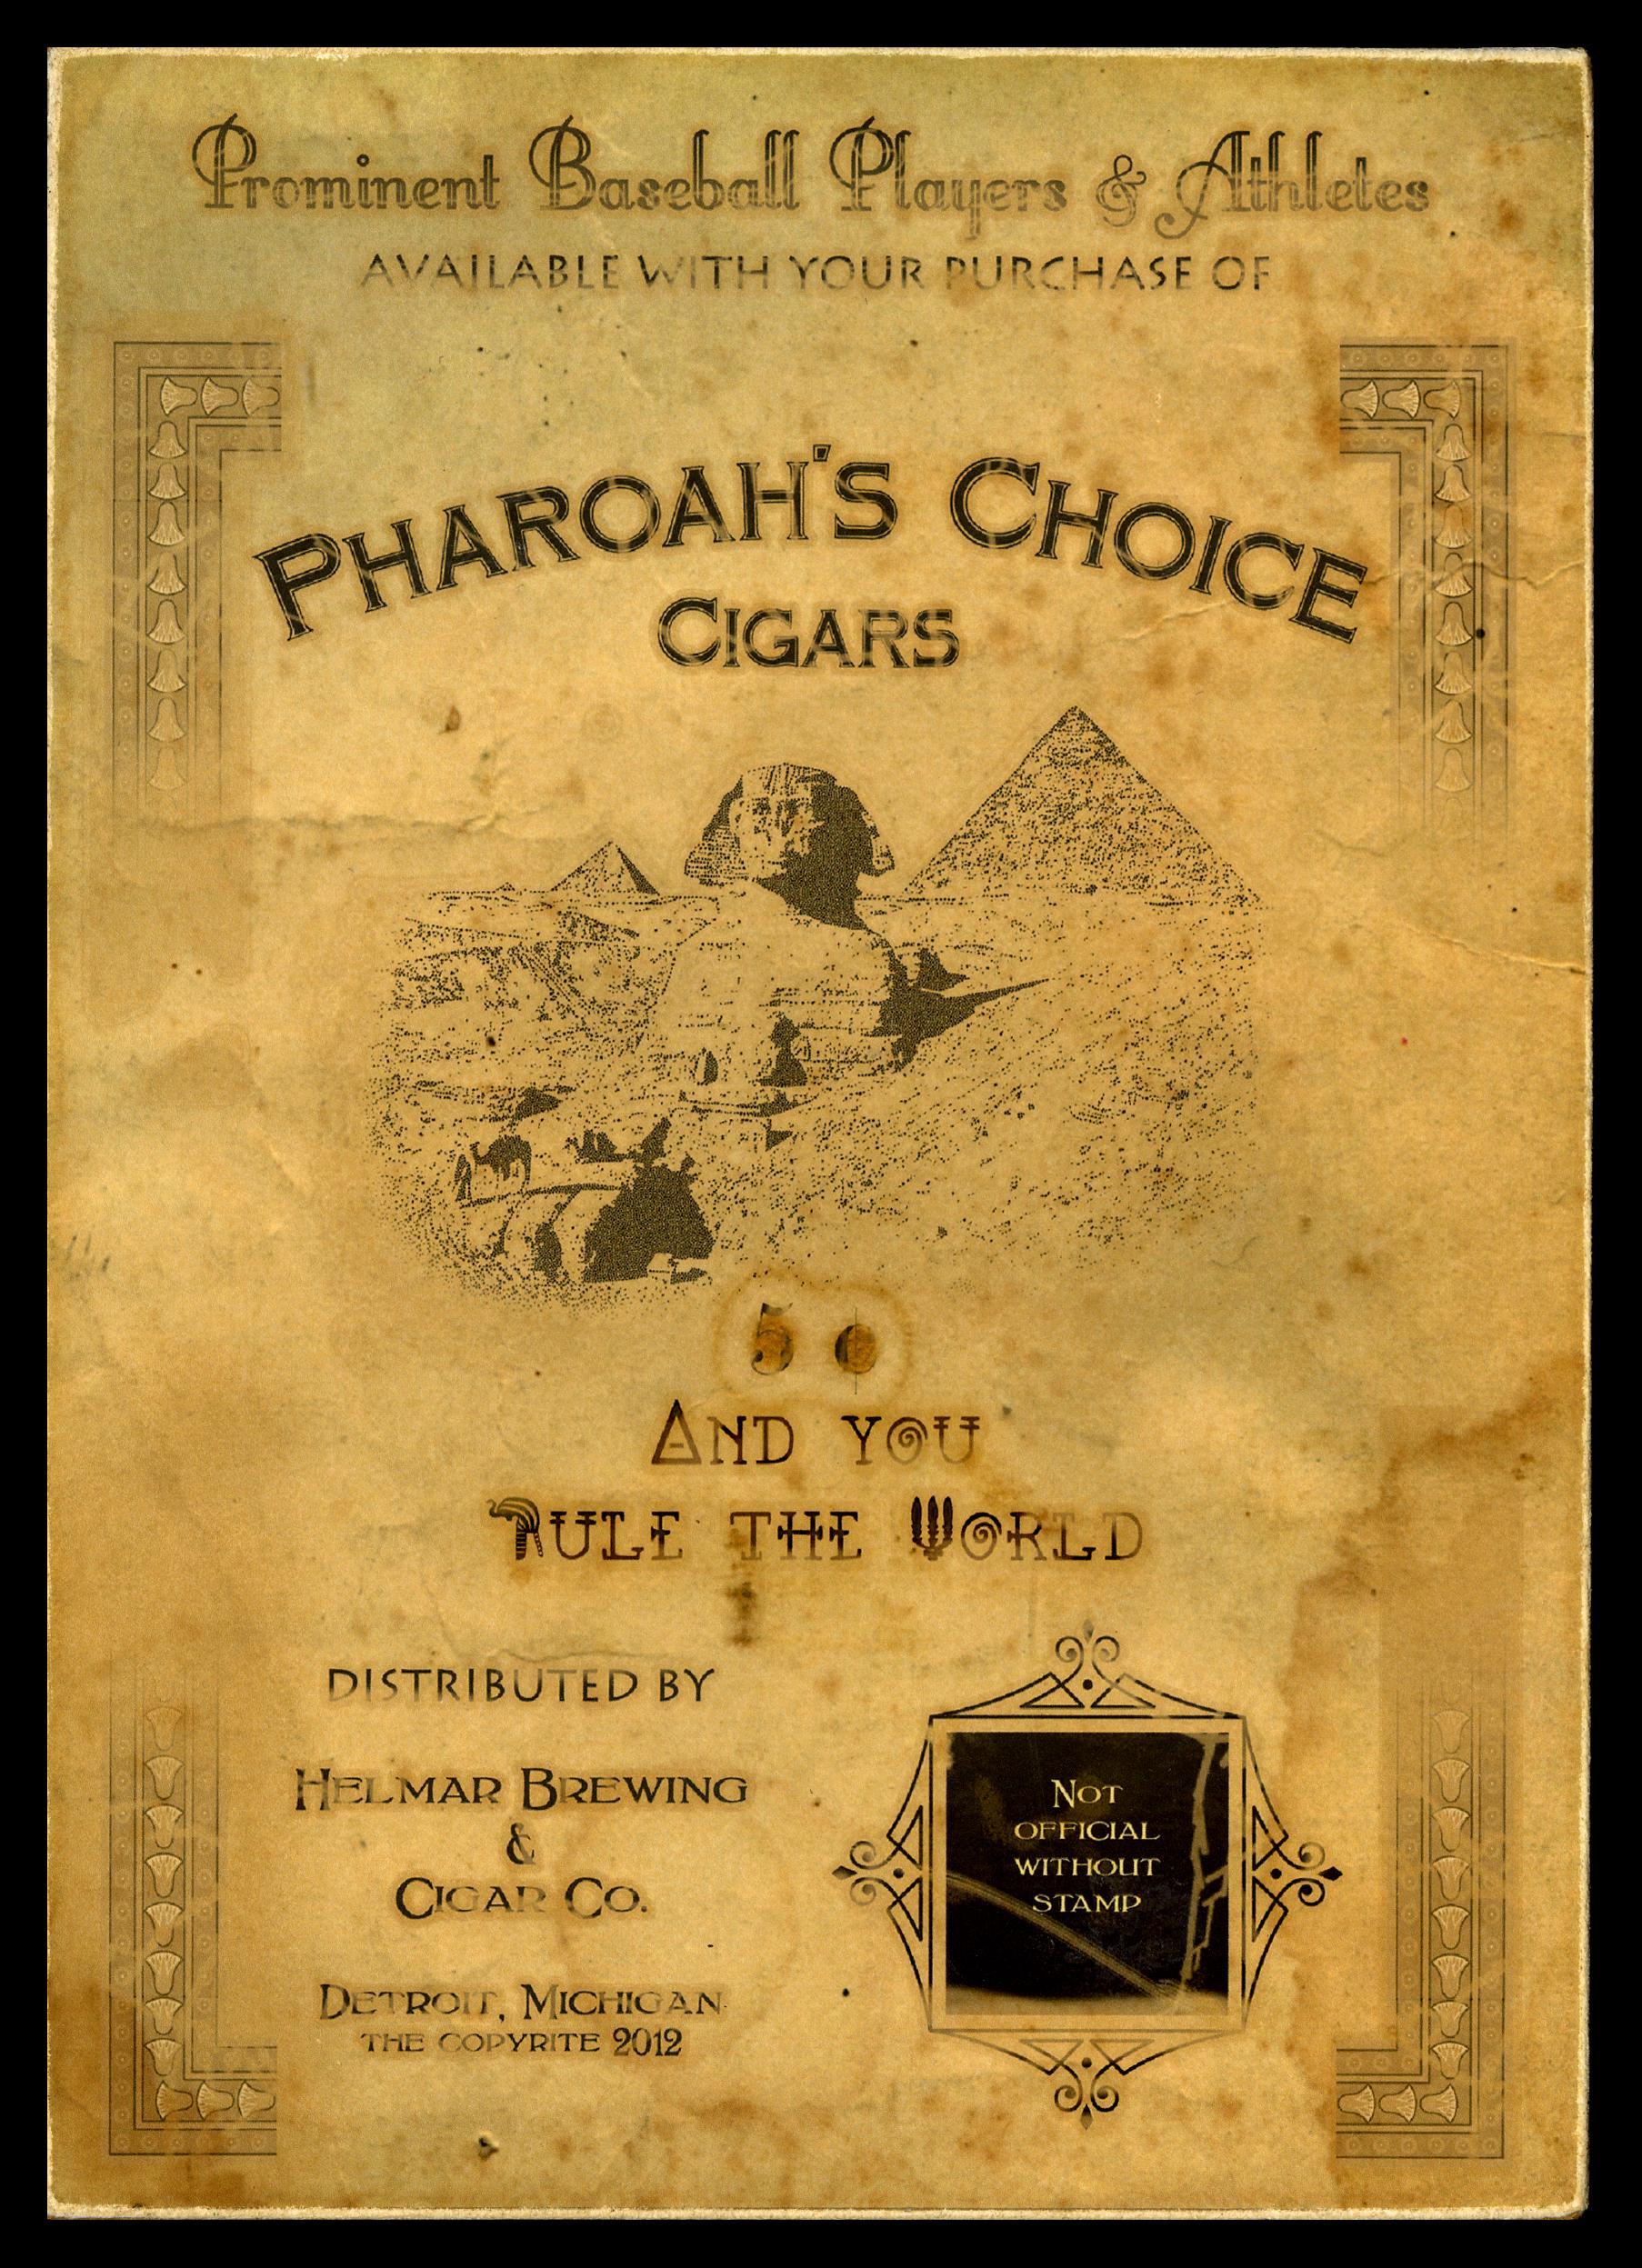 Prominent Baseball Players & Athletes
AVAILABLE WITH YOUR PURCHASE OF
PHAROAH'S CHOICE
CIGARS
5 ¢
AND YOU
RULE THE WORLD
DISTRIBUTED BY
HELMAR BREWING
&
CIGAR CO.
DETROIT, MICHIGAN
THE COPYRITE 2012
NOT
OFFICIAL
WITHOUT
STAMP